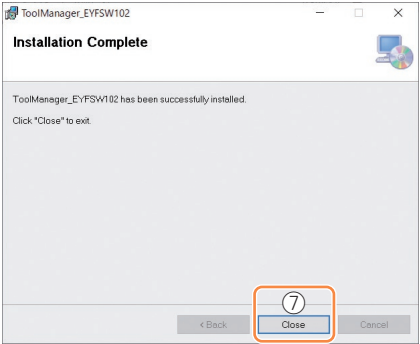 ToolManager_EYFSW102
Installation Complete
ToolManager_EYFSW102 has been successfully installed.
Click "Close" to exit.
⑦
< Back
Close
Cancel